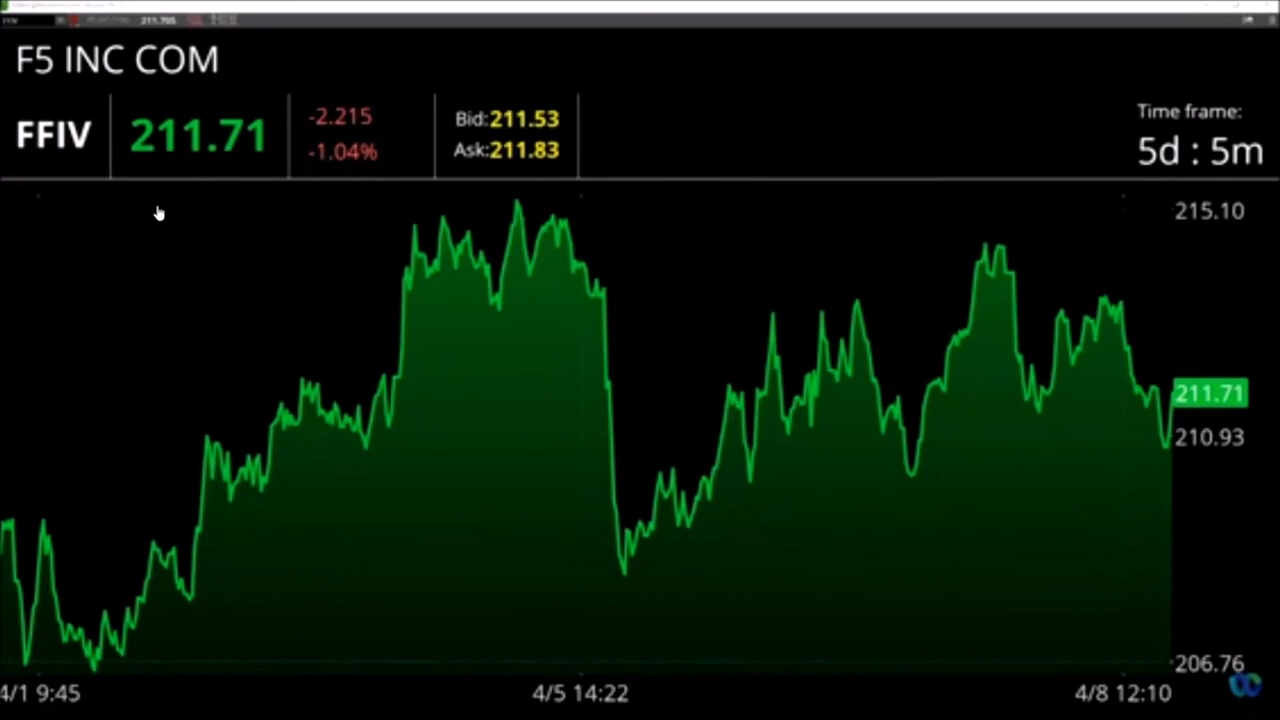 F5 INC COM
FFIV
211.71
-2.215
-1.04%
Bid:211.53
Ask:211.83
Time frame:
5d : 5m
215.10
211.71
210.93
206.76
4/1 9:45
4/5 14:22
4/8 12:10